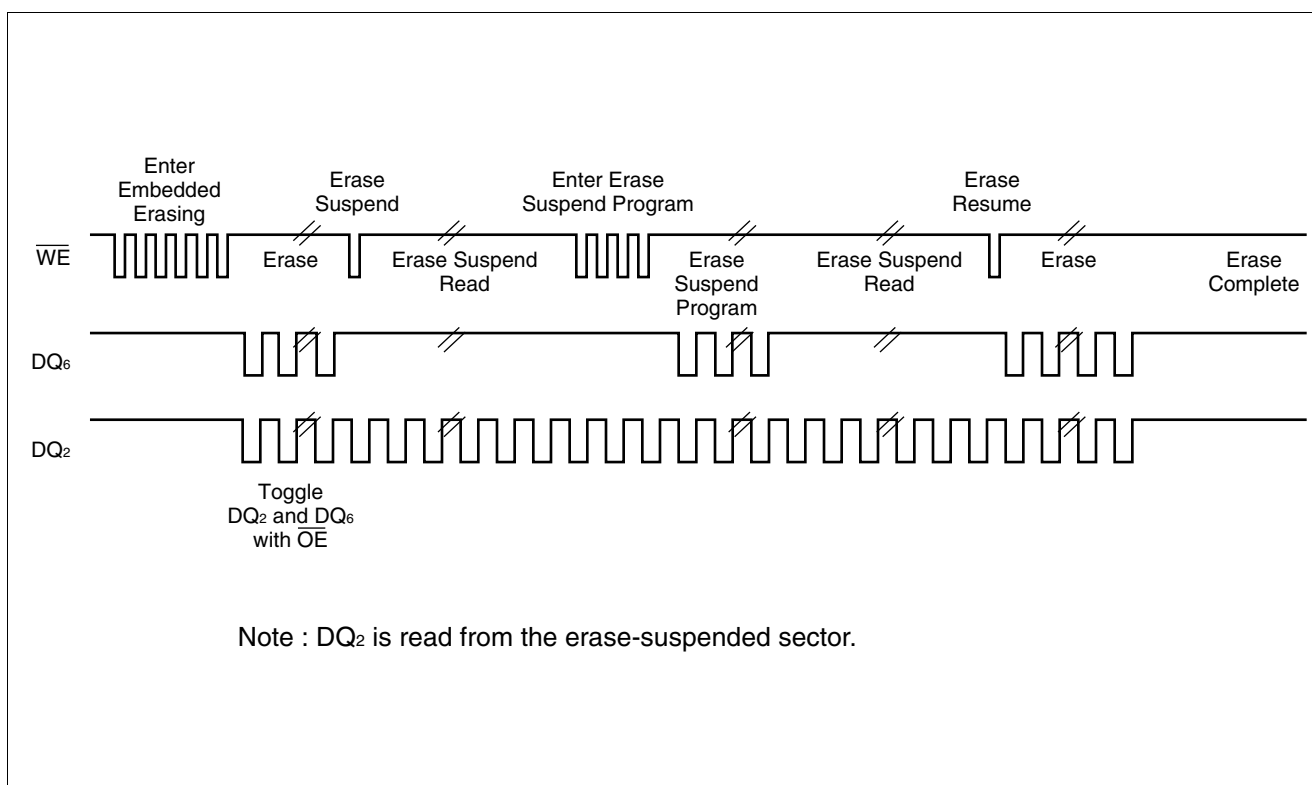 Enter
Embedded
Erasing
Erase
Suspend
Enter Erase
Suspend Program
Erase
Resume
WE
Erase
Erase Suspend
Read
Erase
Suspend
Program
Erase Suspend
Read
Erase
Erase
Complete
DQ6
DQ2
Toggle
DQ2 and DQ6
with OE
Note : DQ2 is read from the erase-suspended sector.